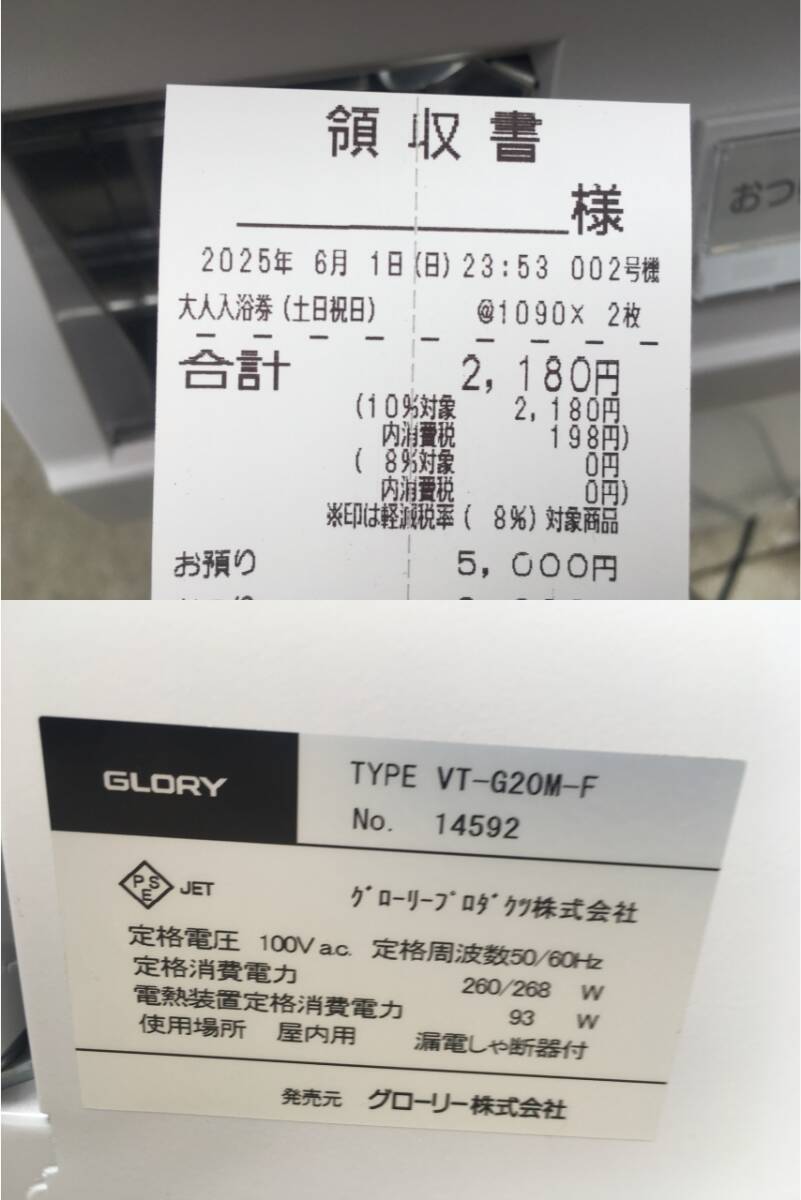 領収書
様
2025年 6月 1日(日)23:53 002号機
大人入浴券(土日祝日) @1090× 2枚
合計 2,180円
(10%対象 2,180円
内消費税 198円)
( 8%対象 0円
内消費税 0円)
※印は軽減税率( 8%)対象商品
お預り 5,000円
おつ
GLORY
TYPE VT-G20M-F
No. 14592
PSE JET
グローリープロダクツ株式会社
定格電圧 100V a.c. 定格周波数50/60Hz
定格消費電力 260/268 W
電熱装置定格消費電力 93 W
使用場所 屋内用 漏電しゃ断器付
発売元 グローリー株式会社